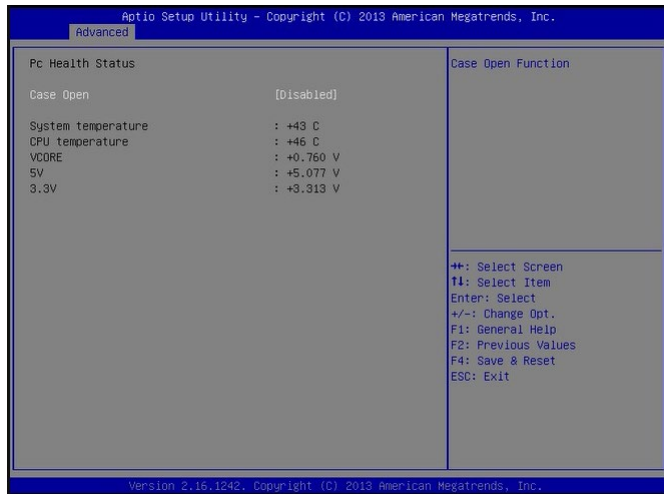 Aptio Setup Utility – Copyright (C) 2013 American Megatrends, Inc.
Advanced
Pc Health Status
Case Open [Disabled]
System temperature : +43 C
CPU temperature : +46 C
VCORE : +0.760 V
5V : +5.077 V
3.3V : +3.313 V
Case Open Function
→←: Select Screen
↑↓: Select Item
Enter: Select
+/-: Change Opt.
F1: General Help
F2: Previous Values
F4: Save & Reset
ESC: Exit
Version 2.16.1242. Copyright (C) 2013 American Megatrends, Inc.